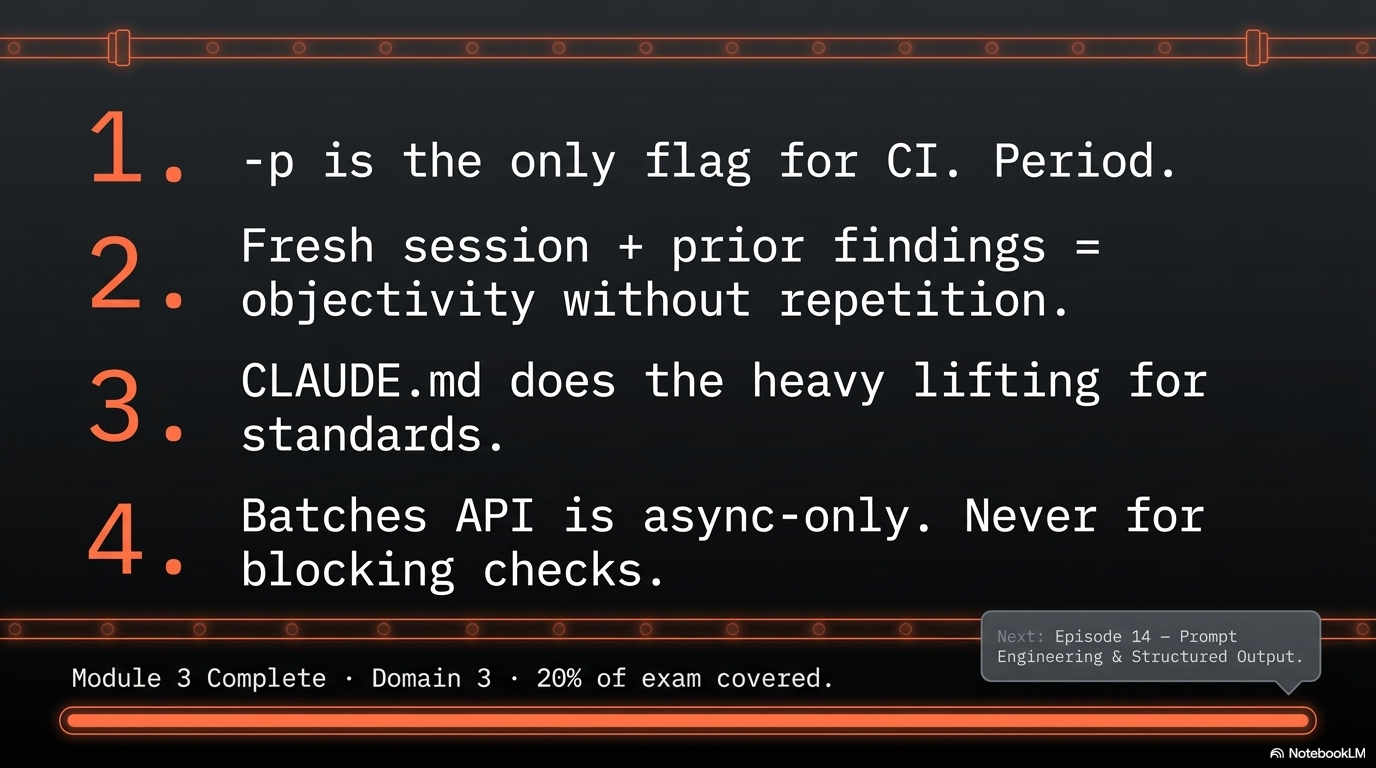 1. -p is the only flag for CI. Period.
2. Fresh session + prior findings =
objectivity without repetition.
3. CLAUDE.md does the heavy lifting for
standards.
4. Batches API is async-only. Never for
blocking checks.
Next: Episode 14 – Prompt
Engineering & Structured Output.
Module 3 Complete · Domain 3 · 20% of exam covered.
NotebookLM